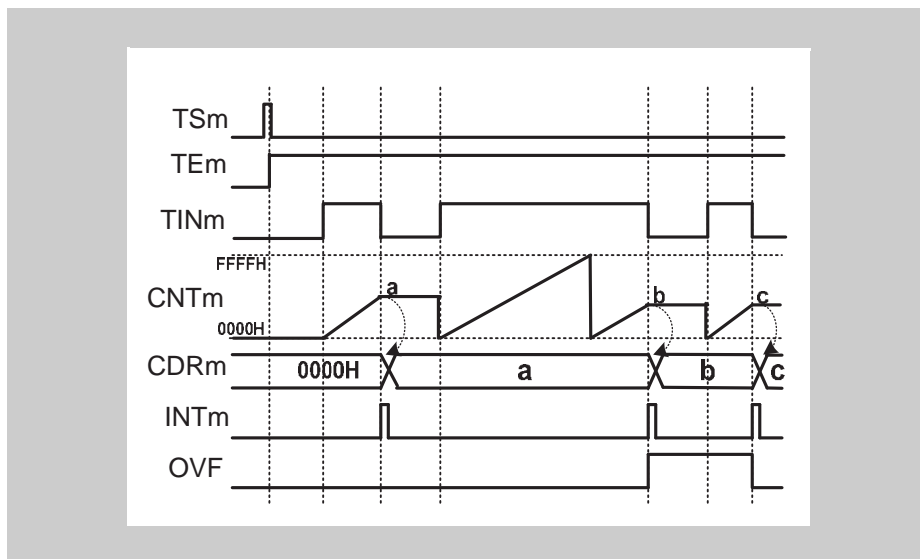 TSm
TEm
TINm
FFFFH
CNTm
a
b
c
0000H
CDRm
0000H
a
b
c
INTm
OVF